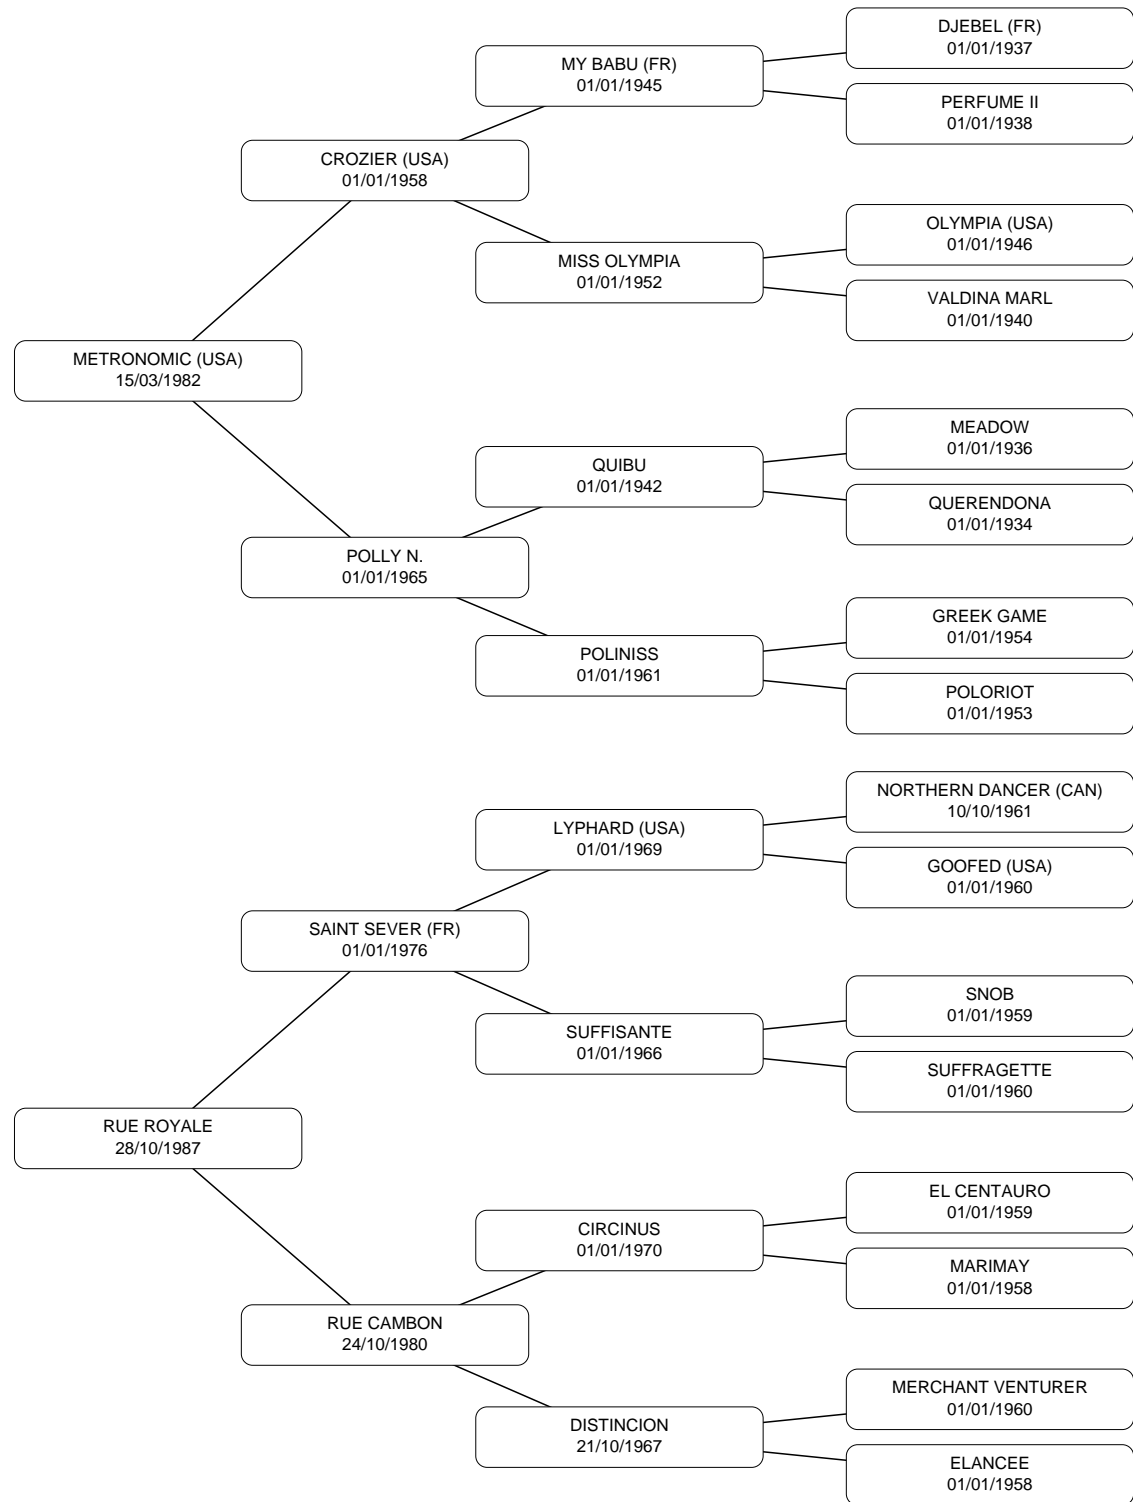 DJEBEL (FR)
01/01/1937
MY BABU (FR)
01/01/1945
PERFUME II
01/01/1938
CROZIER (USA)
01/01/1958
OLYMPIA (USA)
01/01/1946
MISS OLYMPIA
01/01/1952
VALDINA MARL
01/01/1940
METRONOMIC (USA)
15/03/1982
MEADOW
01/01/1936
QUIBU
01/01/1942
QUERENDONA
01/01/1934
POLLY N.
01/01/1965
GREEK GAME
01/01/1954
POLINISS
01/01/1961
POLORIOT
01/01/1953
NORTHERN DANCER (CAN)
10/10/1961
LYPHARD (USA)
01/01/1969
GOOFED (USA)
01/01/1960
SAINT SEVER (FR)
01/01/1976
SNOB
01/01/1959
SUFFISANTE
01/01/1966
SUFFRAGETTE
01/01/1960
RUE ROYALE
28/10/1987
EL CENTAURO
01/01/1959
CIRCINUS
01/01/1970
MARIMAY
01/01/1958
RUE CAMBON
24/10/1980
MERCHANT VENTURER
01/01/1960
DISTINCION
21/10/1967
ELANCEE
01/01/1958